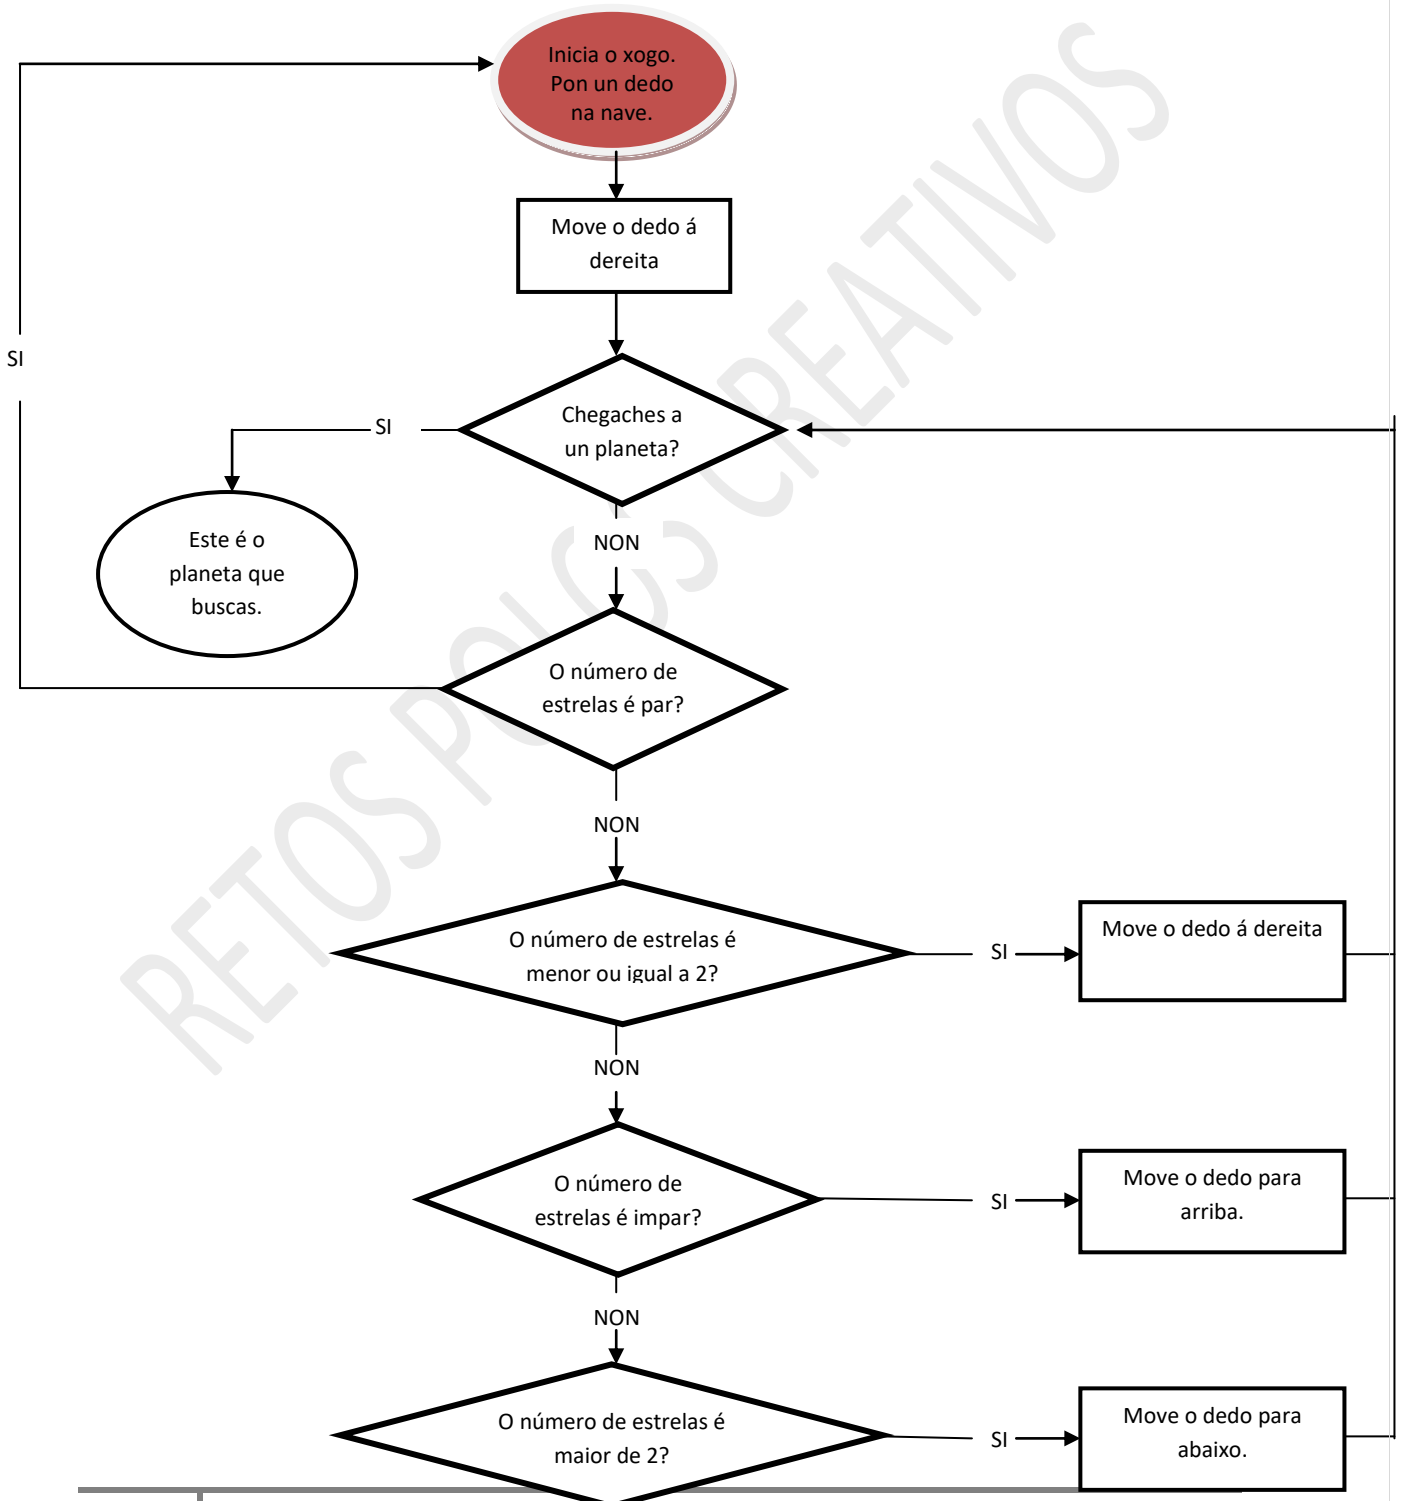 Inicia o xogo.
Pon un dedo
na nave.
Move o dedo á
dereita
SI
Chegaches a
un planeta?
SI
Este é o
planeta que
buscas.
NON
O número de
estrelas é par?
NON
O número de estrelas é
menor ou igual a 2?
SI
Move o dedo á dereita
NON
O número de
estrelas é impar?
SI
Move o dedo para
arriba.
NON
O número de estrelas é
maior de 2?
SI
Move o dedo para
abaixo.
RETOS POLOS CREATIVOS